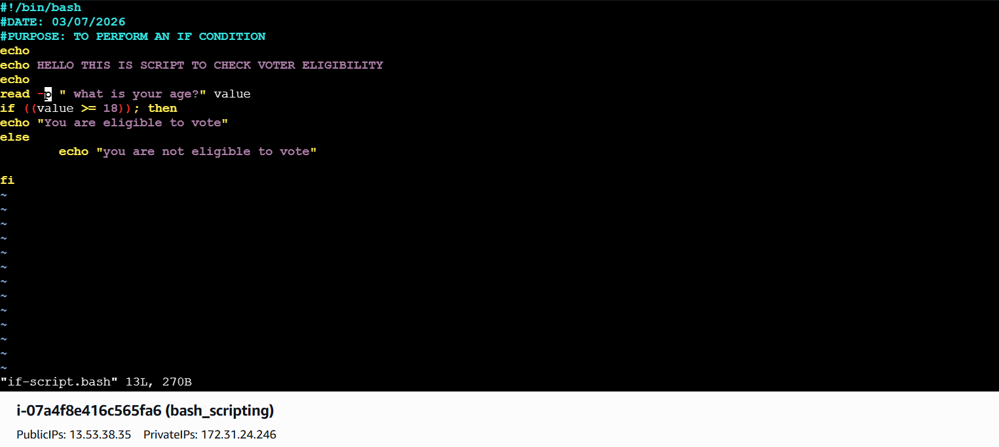 #!/bin/bash
#DATE: 03/07/2026
#PURPOSE: TO PERFORM AN IF CONDITION
echo
echo HELLO THIS IS SCRIPT TO CHECK VOTER ELIGIBILITY
echo
read -p " what is your age?" value
if ((value >= 18)); then
echo "You are eligible to vote"
else
        echo "you are not eligible to vote"

fi
~
~
~
~
~
~
~
~
~
~
~
~
~
"if-script.bash" 13L, 270B
i-07a4f8e416c565fa6 (bash_scripting)
PublicIPs: 13.53.38.35    PrivateIPs: 172.31.24.246